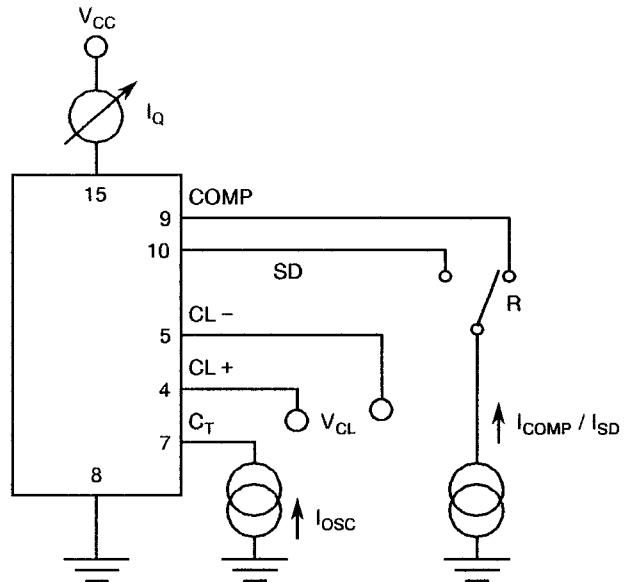 VCC
IQ
15
COMP
9
10
SD
R
CL −
5
CL +
4
VCL
CT
7
ICOMP / ISD
8
IOSC